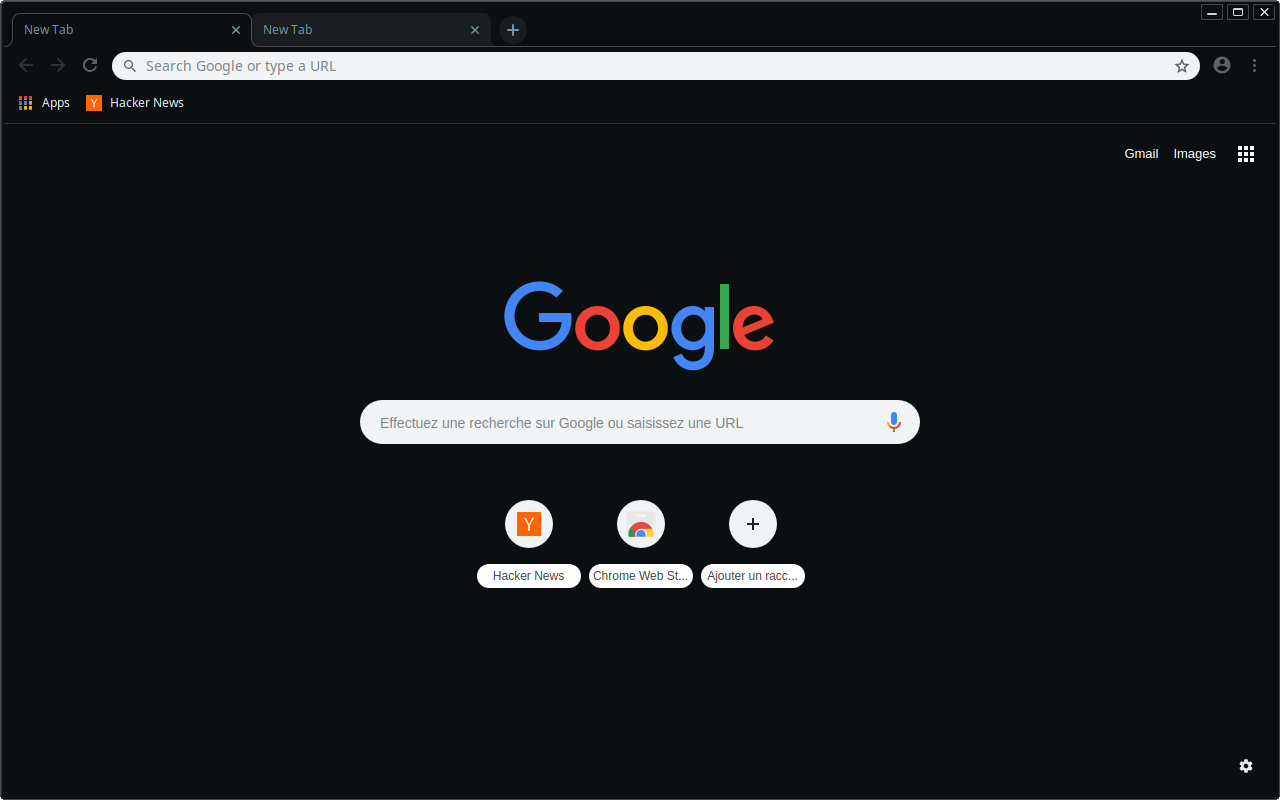 New Tab
New Tab
Search Google or type a URL
Apps
Y
Hacker News
Gmail
Images
Google
Effectuez une recherche sur Google ou saisissez une URL
Y
Hacker News
Chrome Web St...
Ajouter un racc...